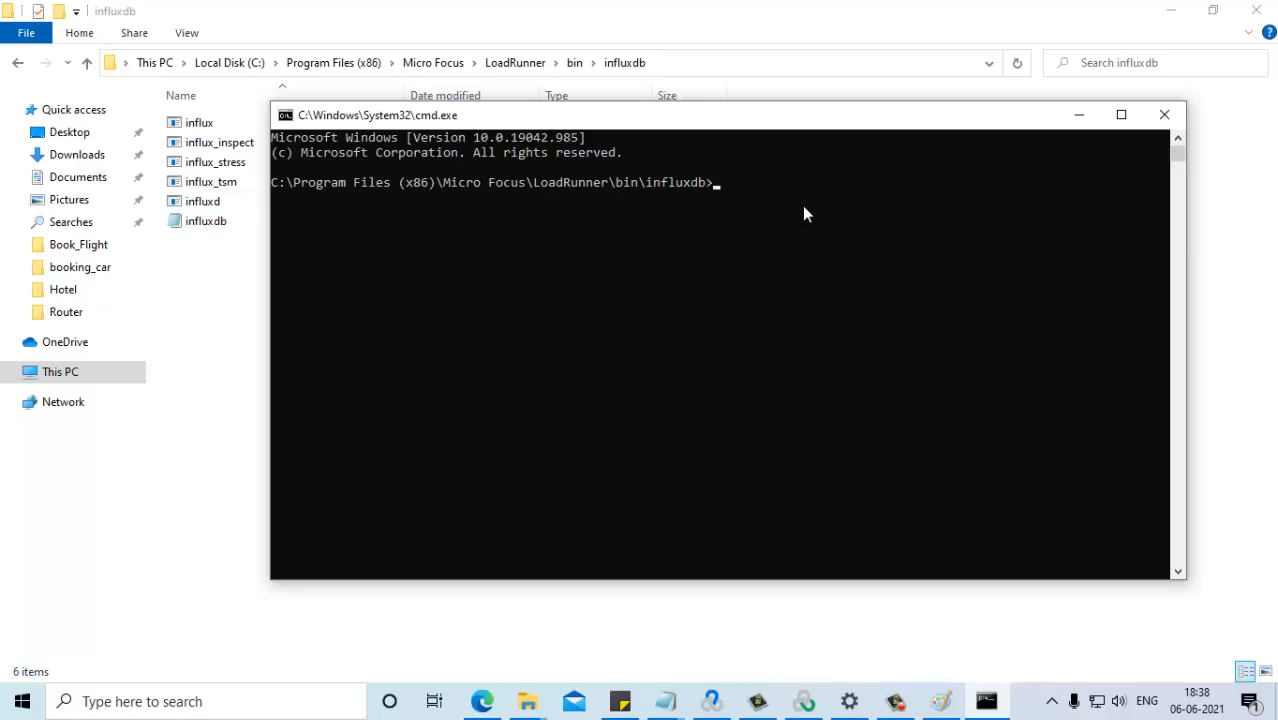 influxdb
File Home Share View
This PC Local Disk (C:) Program Files (x86) Micro Focus LoadRunner bin influxdb
Search influxdb
Name Date modified Type Size
Quick access
Desktop
Downloads
Documents
Pictures
Searches
Book_Flight
booking_car
Hotel
Router
OneDrive
This PC
Network
influx
influx_inspect
influx_stress
influx_tsm
influxd
influxdb
C:\Windows\System32\cmd.exe
Microsoft Windows [Version 10.0.19042.985]
(c) Microsoft Corporation. All rights reserved.
C:\Program Files (x86)\Micro Focus\LoadRunner\bin\influxdb>
6 items
Type here to search
ENG
18:38
06-06-2021
1